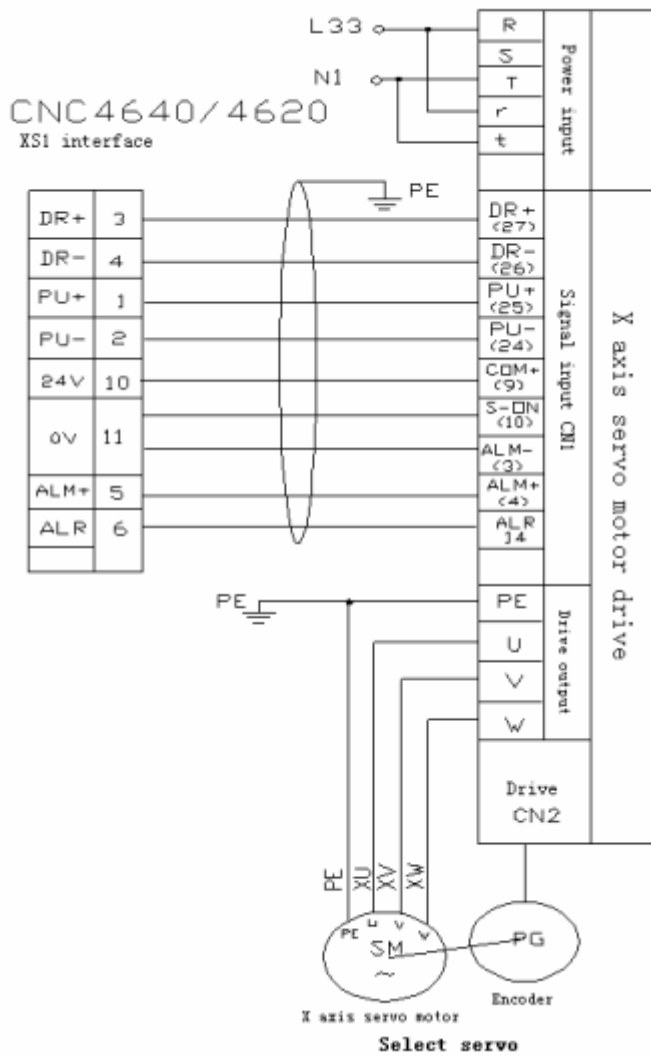 L33
R
S
N1
T
r
t
Power input
CNC4640/4620
XS1 interface
PE
DR+ 3
DR+
(27)
DR- 4
DR-
(26)
PU+ 1
PU+
(25)
PU- 2
PU-
(24)
24V 10
COM+
(9)
0V 11
S-ON
(10)
ALM-
(3)
ALM+ 5
ALM+
(4)
ALR 6
ALR
14
Signal input CN1
X axis servo motor drive
PE
PE
U
V
W
Drive output
Drive
CN2
PE
XU
XV
XW
PE
U
V
W
SM
~
PG
Encoder
X axis servo motor
Select servo